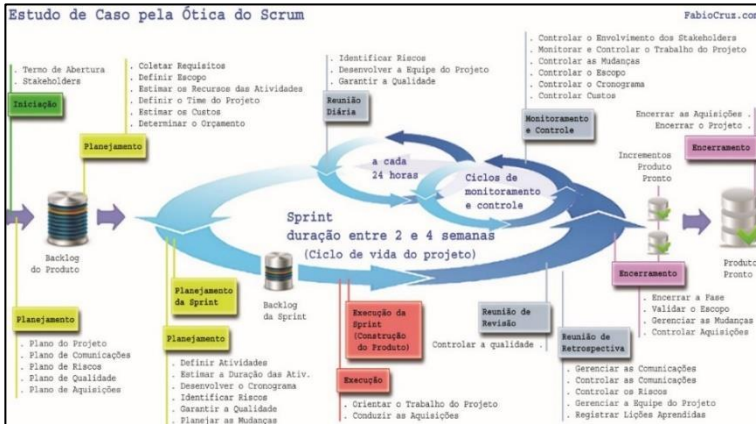 Estudo de Caso pela Ótica do Scrum
FabioCruz.com
. Termo de Abertura
. Stakeholders
Iniciação
. Coletar Requisitos
. Definir Escopo
. Estimar os Recursos das Atividades
. Definir o Time do Projeto
. Estimar os Custos
. Determinar o Orçamento
Planejamento
. Identificar Riscos
. Desenvolver a Equipe do Projeto
. Garantir a Qualidade
Reunião
Diária
. Controlar o Envolvimento dos Stakeholders
. Monitorar e Controlar o Trabalho do Projeto
. Controlar as Mudanças
. Controlar o Escopo
. Controlar o Cronograma
. Controlar Custos
Monitoramento
e Controle
Encerrar as Aquisições .
Encerrar o Projeto .
Encerramento
a cada
24 horas
Ciclos de
monitoramento
e controle
Incrementos
Produto
Pronto
Backlog
do Produto
Sprint
duração entre 2 e 4 semanas
(Ciclo de vida do projeto)
Produto
Pronto
Planejamento
. Plano do Projeto
. Plano de Comunicações
. Plano de Riscos
. Plano de Qualidade
. Plano de Aquisições
Planejamento
da Sprint
Backlog
da Sprint
Planejamento
. Definir Atividades
. Estimar a Duração das Ativ.
. Desenvolver o Cronograma
. Identificar Riscos
. Garantir a Qualidade
. Planejar as Mudanças
Execução da
Sprint
(Construção
do Produto)
Execução
. Orientar o Trabalho do Projeto
. Conduzir as Aquisições
Reunião de
Revisão
Controlar a qualidade .
Reunião de
Retrospectiva
. Gerenciar as Comunicações
. Controlar as Comunicações
. Controlar os Riscos
. Gerenciar a Equipe do Projeto
. Registrar Lições Aprendidas
Encerramento
. Encerrar a Fase
. Validar o Escopo
. Gerenciar as Mudanças
. Controlar Aquisições